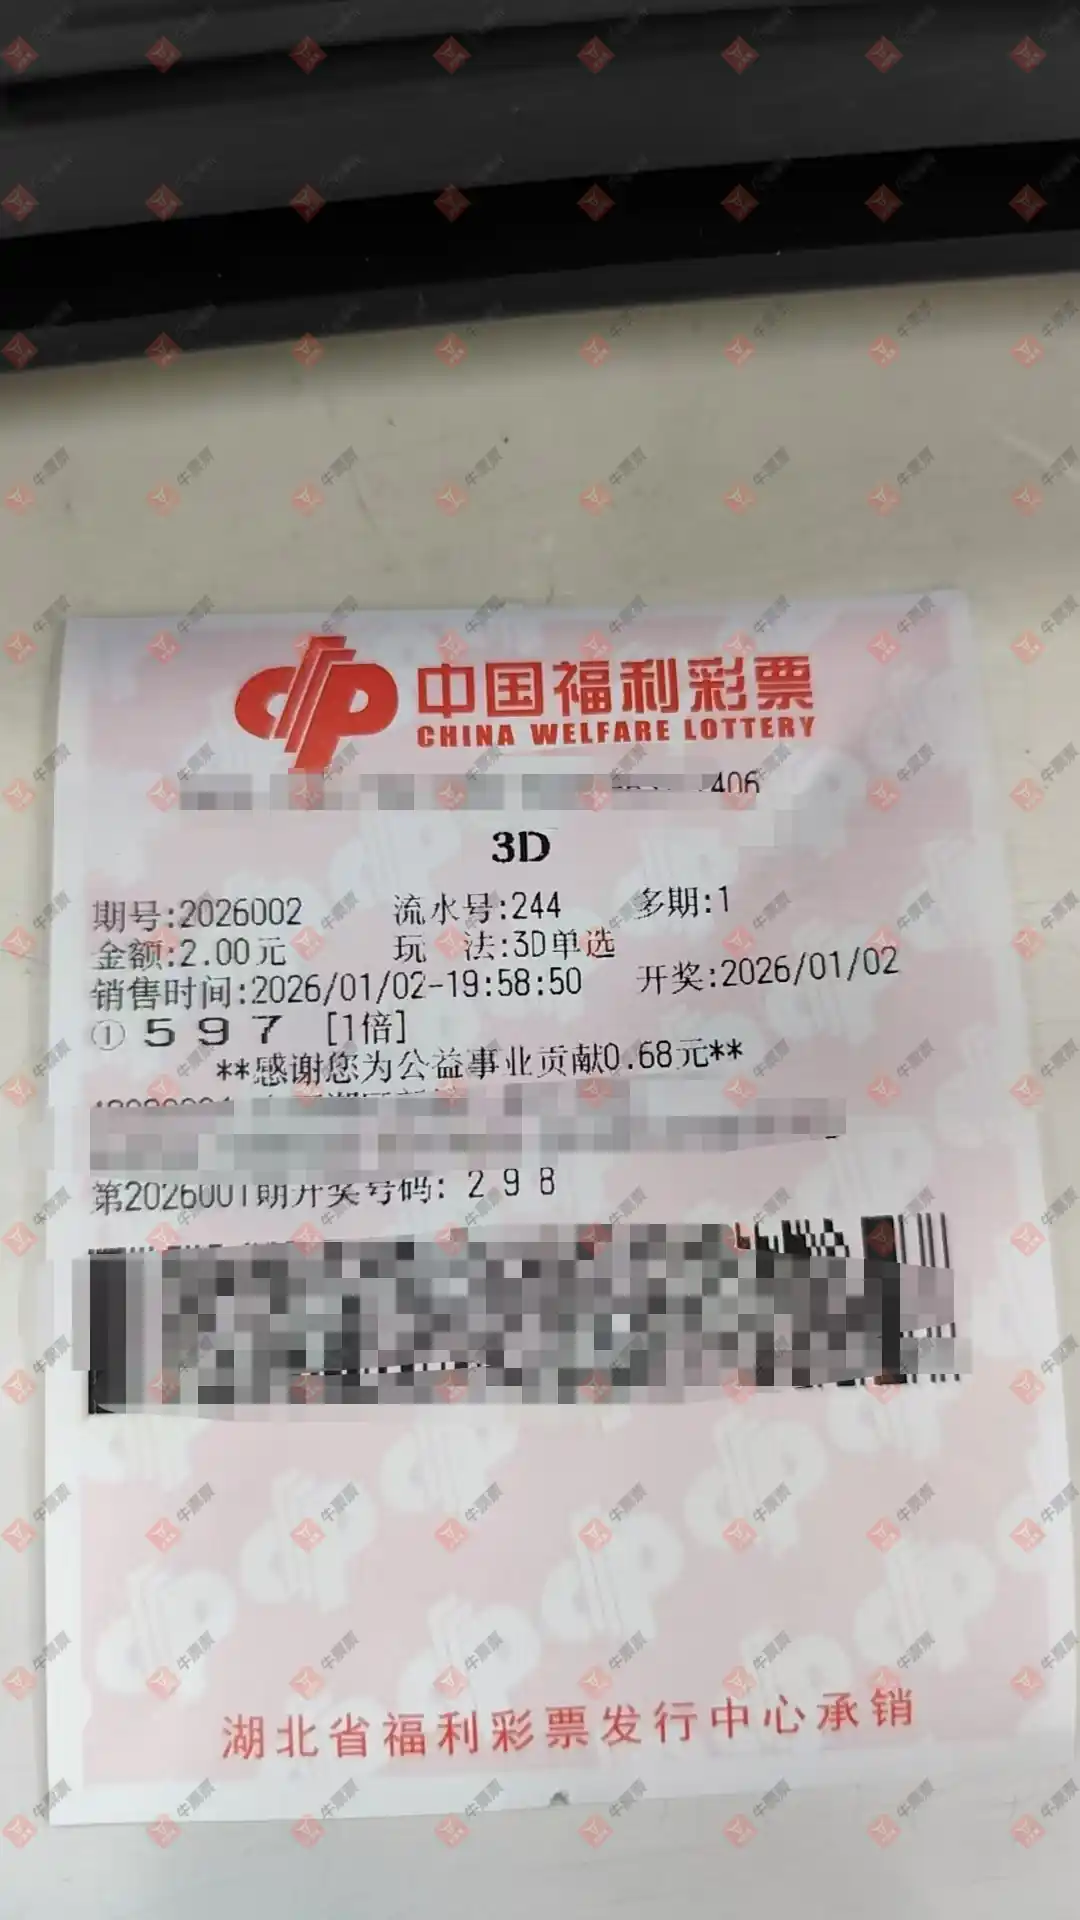 中国福利彩票
CHINA WELFARE LOTTERY
406
3D
期号:2026002 流水号:244 多期:1
金额:2.00元 玩 法:3D单选
销售时间:2026/01/02-19:58:50 开奖:2026/01/02
① 5 9 7 [1倍]
**感谢您为公益事业贡献0.68元**
第2026001期开奖号码: 2 9 8
湖北省福利彩票发行中心承销
牛票票